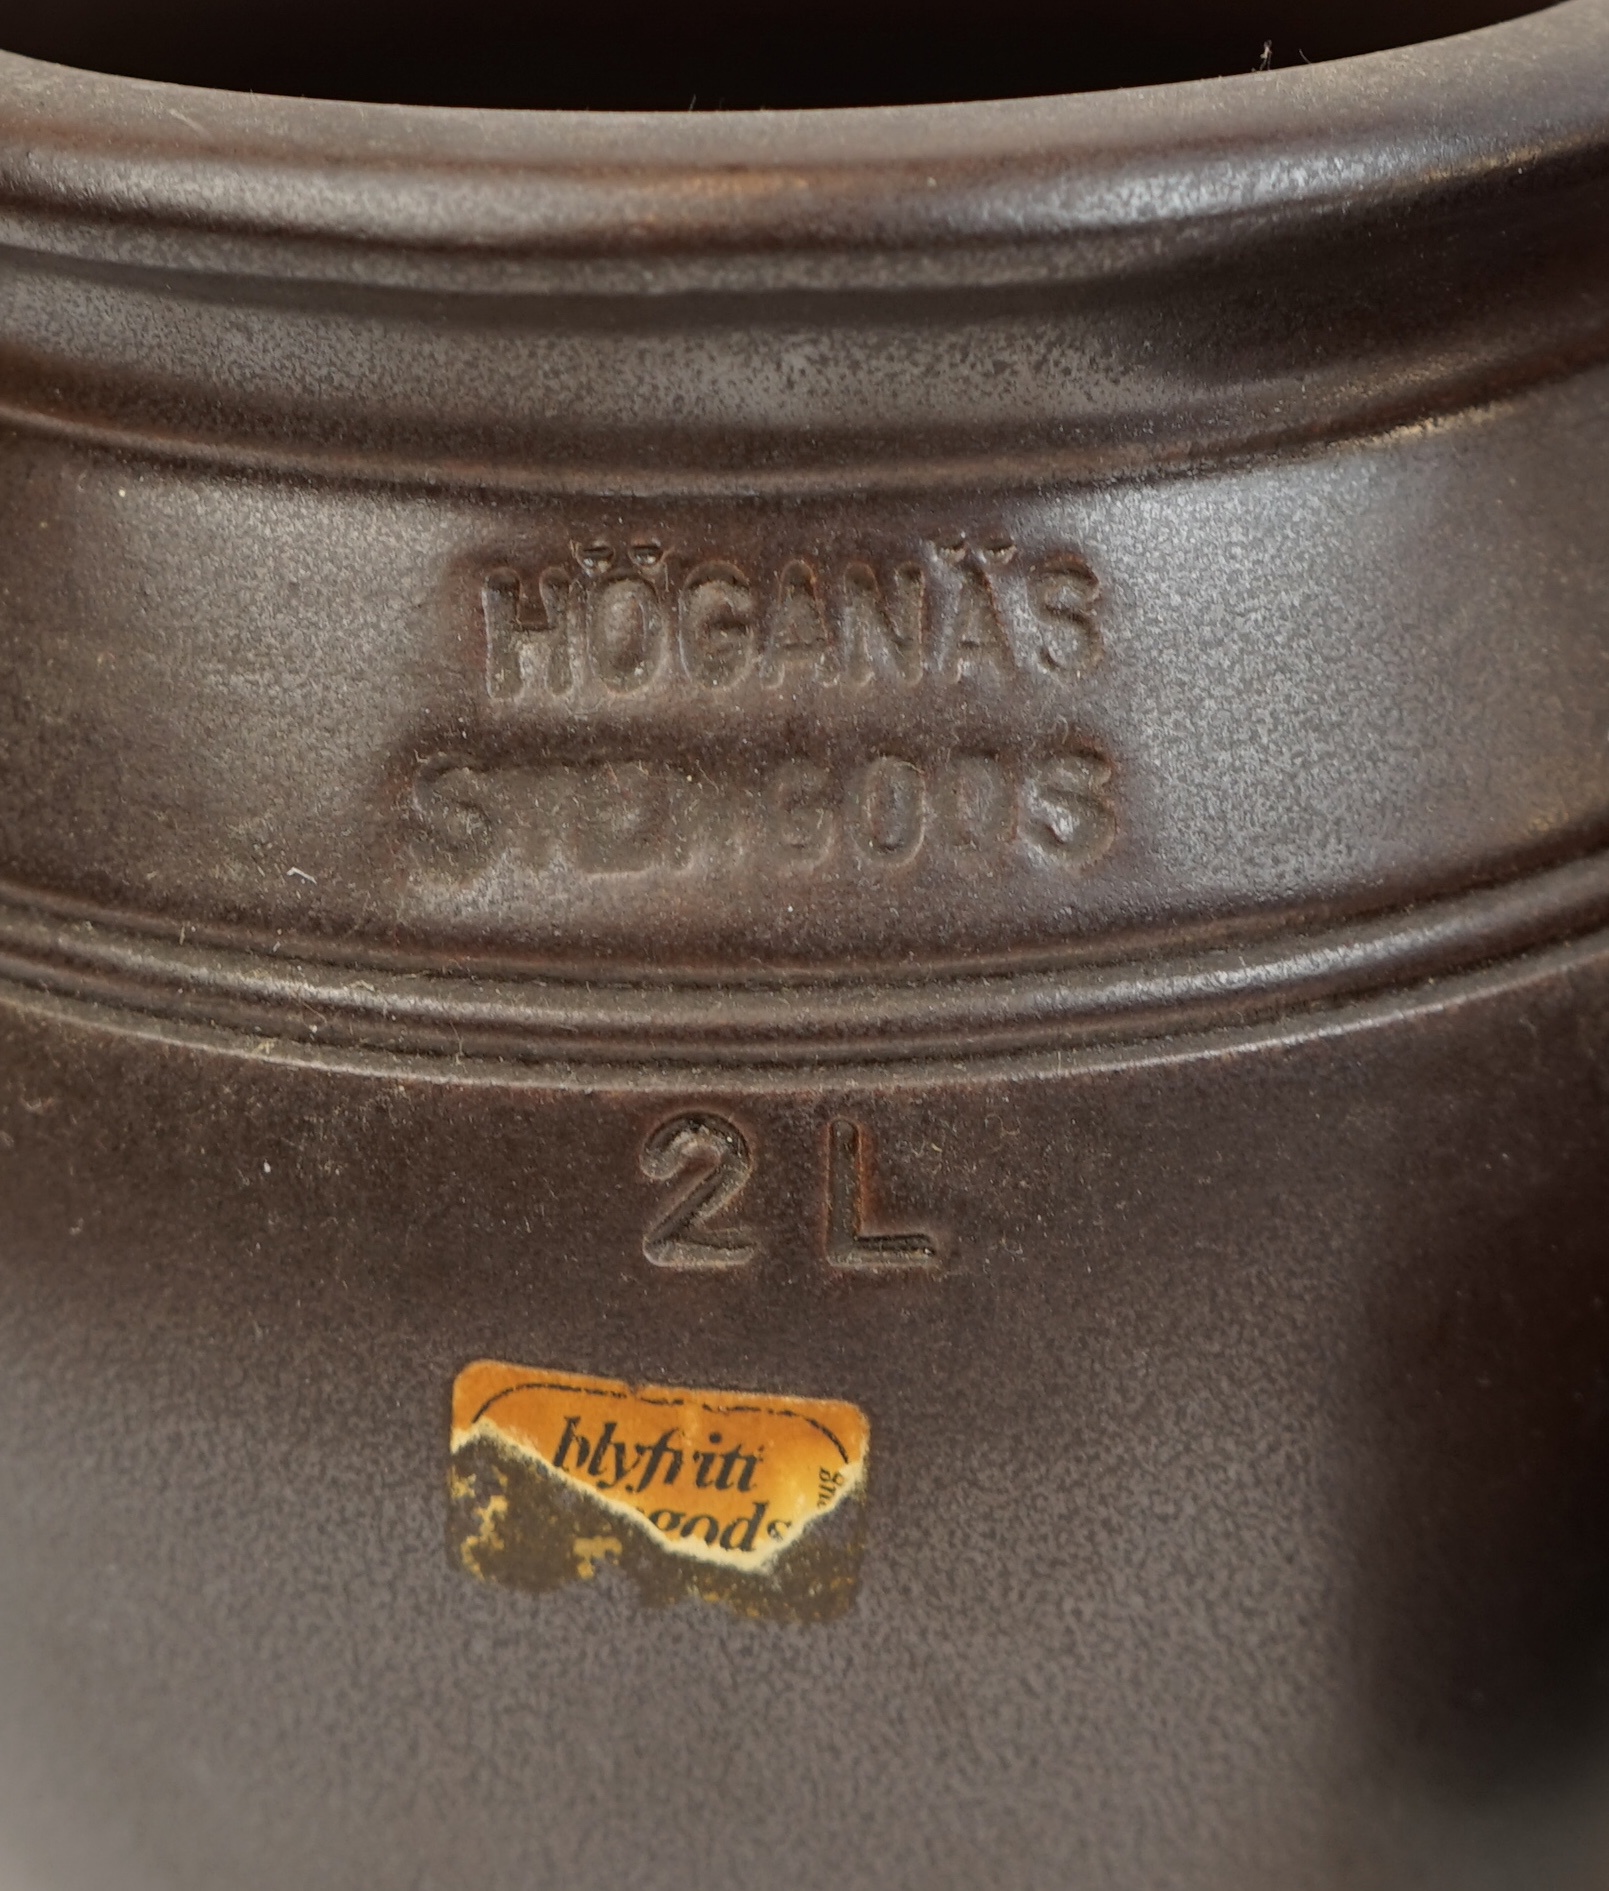 HÖGANÄS
STENGODS
2 L
blyfritt
gods